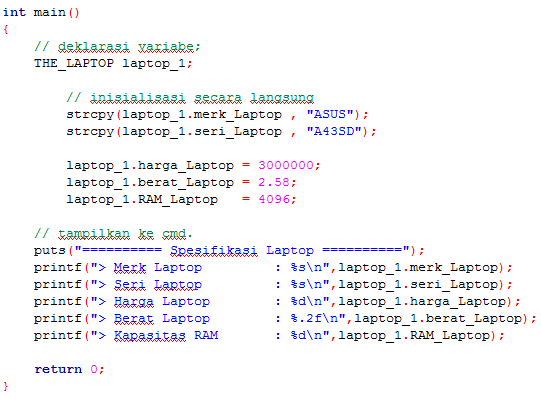 int main()
{
    // deklarasi variabe;
    THE_LAPTOP laptop_1;

        // inisialisasi secara langsung
        strcpy(laptop_1.merk_Laptop , "ASUS");
        strcpy(laptop_1.seri_Laptop , "A43SD");

        laptop_1.harga_Laptop = 3000000;
        laptop_1.berat_Laptop = 2.58;
        laptop_1.RAM_Laptop   = 4096;

    // tampilkan ke cmd.
    puts("========== Spesifikasi Laptop ==========");
    printf("> Merk Laptop         : %s\n",laptop_1.merk_Laptop);
    printf("> Seri Laptop         : %s\n",laptop_1.seri_Laptop);
    printf("> Harga Laptop        : %d\n",laptop_1.harga_Laptop);
    printf("> Berat Laptop        : %.2f\n",laptop_1.berat_Laptop);
    printf("> Kapasitas RAM       : %d\n",laptop_1.RAM_Laptop);

    return 0;
}